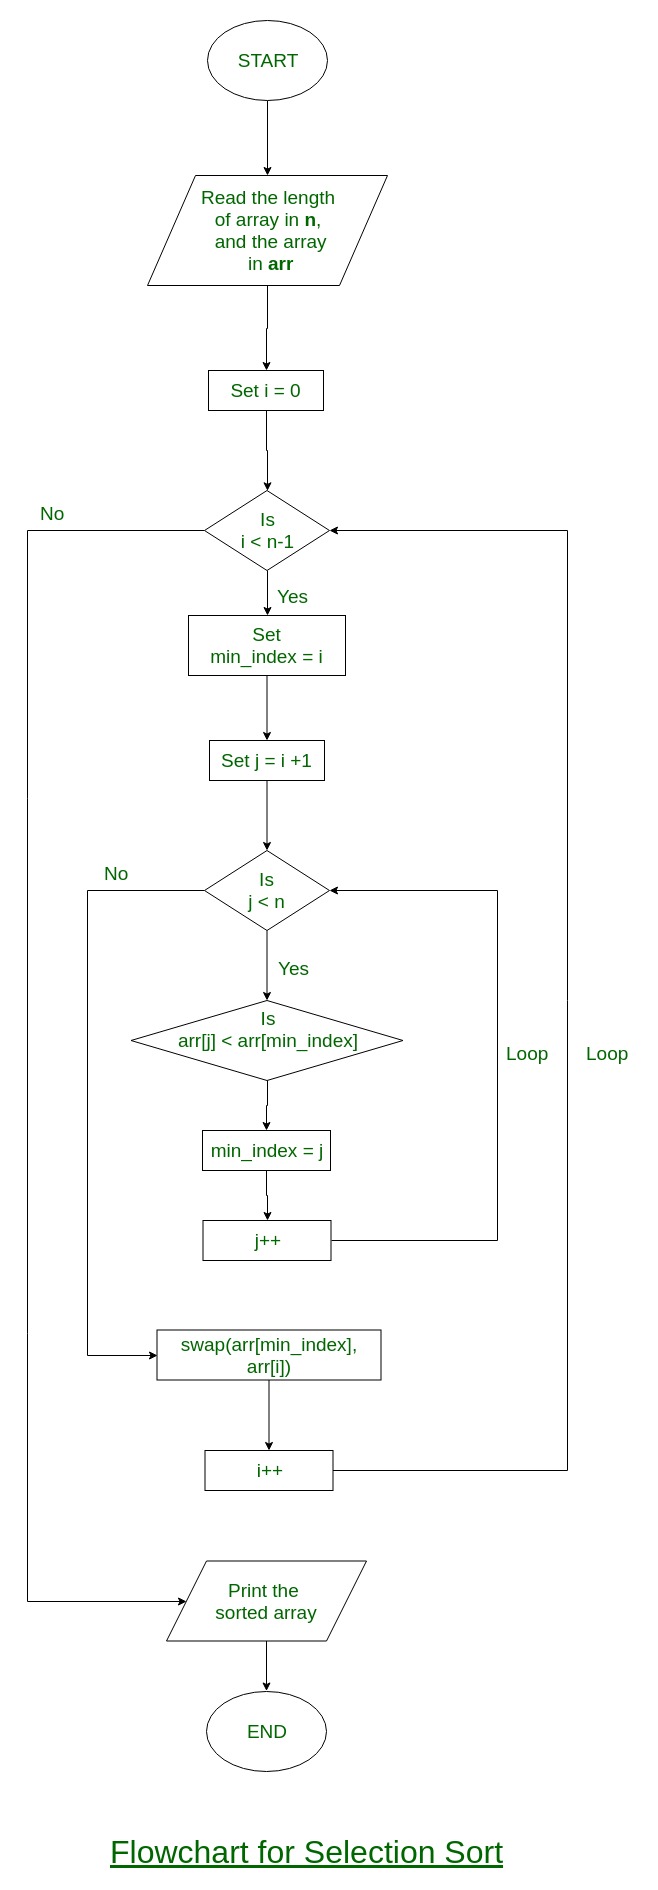 START
Read the length
of array in n,
and the array
in arr
Set i = 0
No
Is
i < n-1
Yes
Set
min_index = i
Set j = i +1
No
Is
j < n
Yes
Is
arr[j] < arr[min_index]
Loop
Loop
min_index = j
j++
swap(arr[min_index],
arr[i])
i++
Print the
sorted array
END
Flowchart for Selection Sort